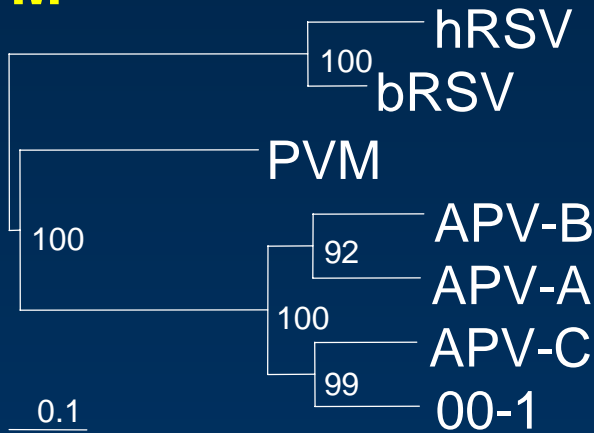 M
hRSV
100
bRSV
PVM
APV-B
100
92
APV-A
100
APV-C
99
0.1
00-1